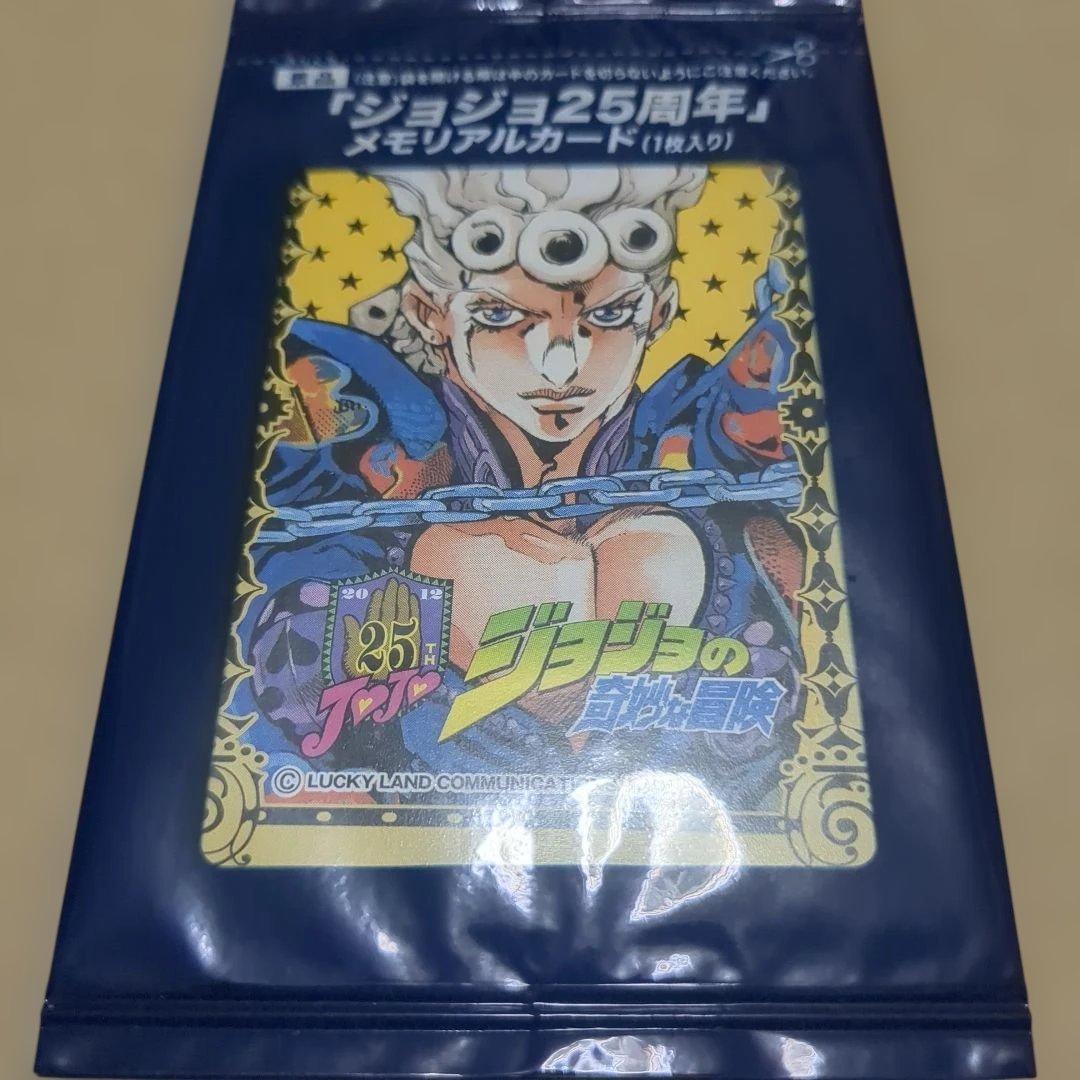 景品 (注意)袋を開ける際は中のカードを切らないようにご注意ください。
「ジョジョ25周年」
メモリアルカード(1枚入り)
20 12
25
TH
JOJO
ジョジョの
奇妙な冒険
© LUCKY LAND COMMUNICATI